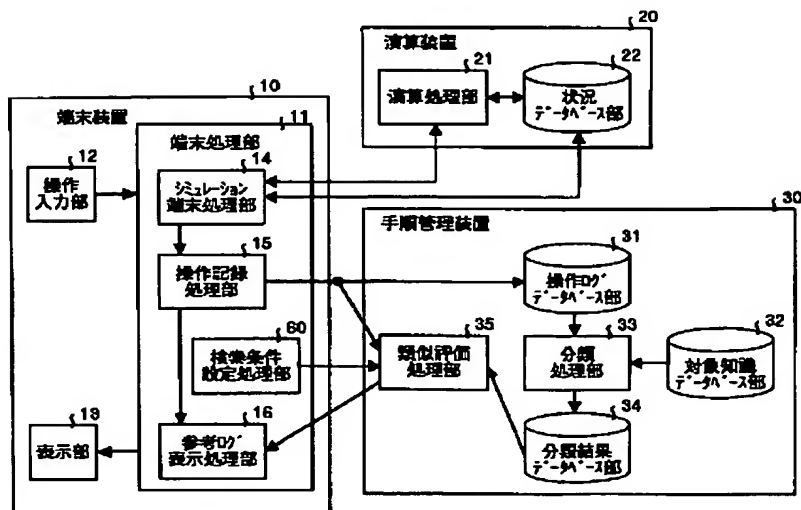 20
演算装置
21
演算処理部
22
状況
データベース部
10
端末装置
11
端末処理部
12
操作
入力部
14
シミュレーション
端末処理部
15
操作記録
処理部
60
検索条件
設定処理部
16
参考ログ
表示処理部
13
表示部
30
手順管理装置
31
操作ログ
データベース部
35
類似評価
処理部
33
分類
処理部
32
対象知識
データベース部
34
分類結果
データベース部